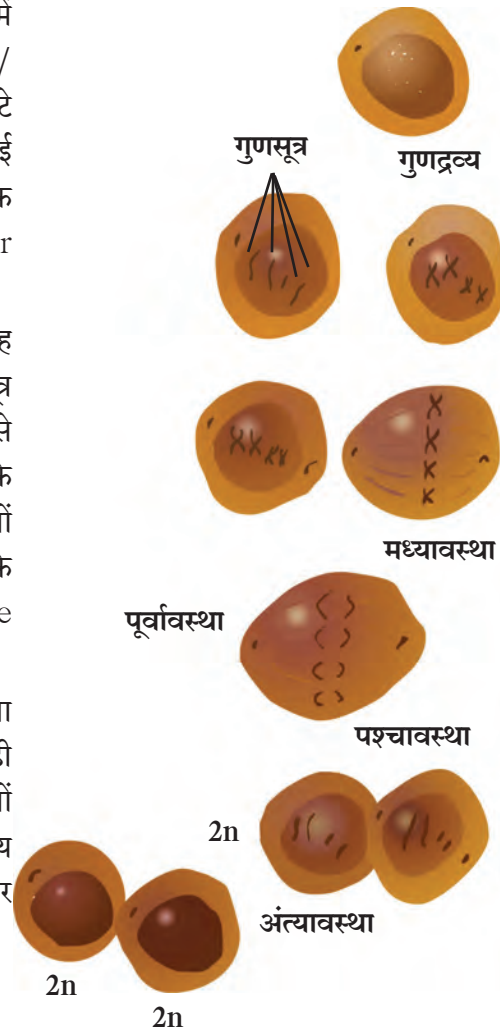 में
/
टे
ई
क
r
ह
त्र
से
के
ों
के
e
ा
ों
य
र
गुणसूत्र
गुणद्रव्य
मध्यावस्था
पूर्वावस्था
पश्चावस्था
2n
अंत्यावस्था
2n
2n